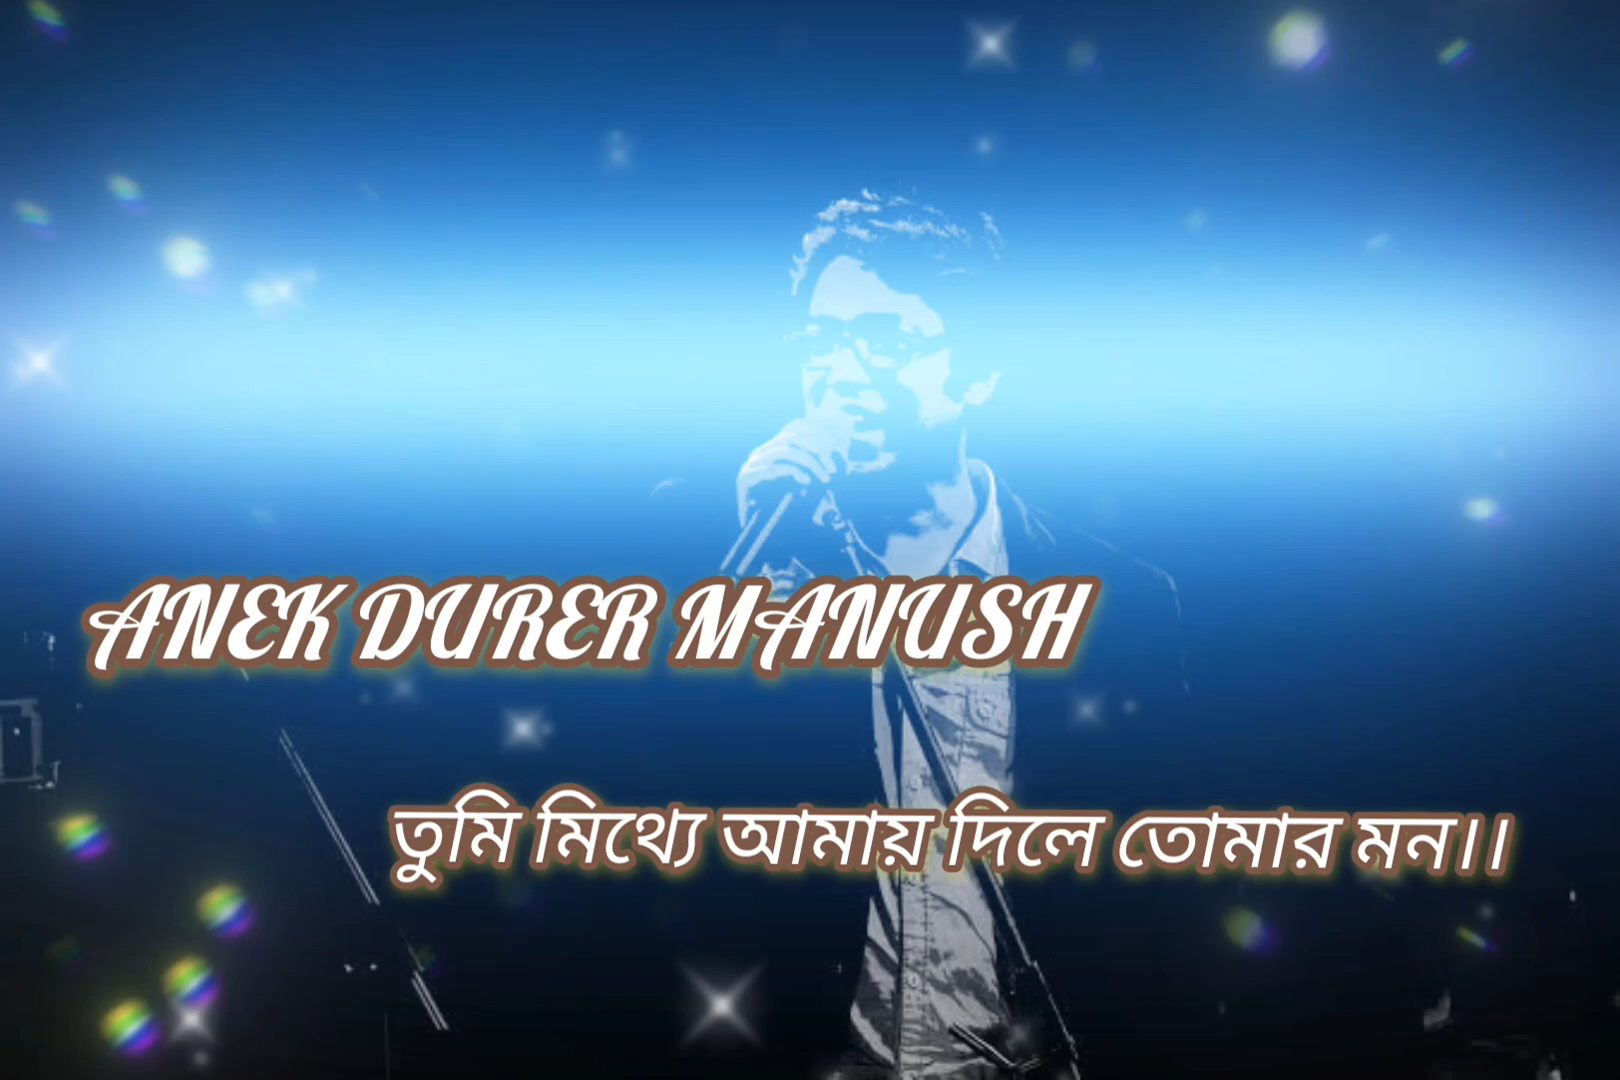 ANEK DURER MANUSH
তুমি মিথ্যে আমায় দিলে তোমার মন।।